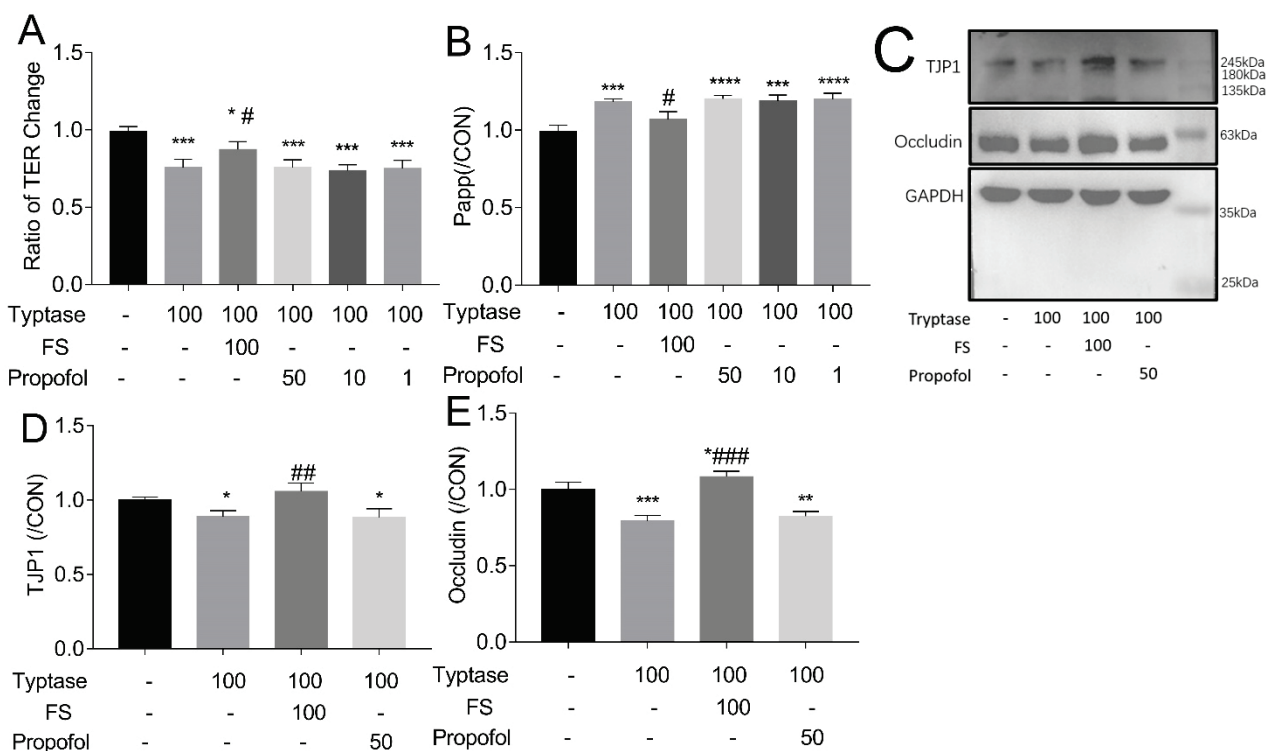 A
Ratio of TER Change
1.5
1.0
0.5
0.0
***
* #
***
***
***
Typtase - 100 100 100 100 100
FS - - 100 - - -
Propofol - - - 50 10 1
B
Papp(/CON)
1.5
1.0
0.5
0.0
***
#
****
***
****
Typtase - 100 100 100 100 100
FS - - 100 - - -
Propofol - - - 50 10 1
C
TJP1
245kDa
180kDa
135kDa
Occludin
63kDa
GAPDH
35kDa
25kDa
Tryptase - 100 100 100
FS - - 100 -
Propofol - - - 50
D
TJP1 (/CON)
1.5
1.0
0.5
0.0
*
##
*
Typtase - 100 100 100
FS - - 100 -
Propofol - - - 50
E
Occludin (/CON)
1.5
1.0
0.5
0.0
***
*###
**
Typtase - 100 100 100
FS - - 100 -
Propofol - - - 50